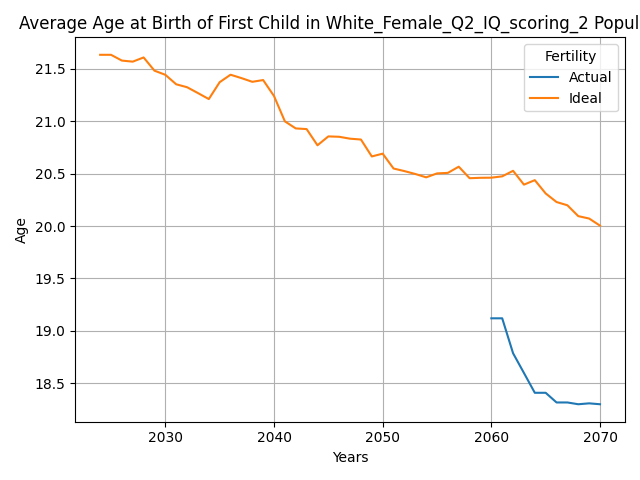 Average Age at Birth of First Child in White_Female_Q2_IQ_scoring_2 Popul
Fertility
Actual
Ideal
21.5
21.0
20.5
20.0
19.5
19.0
18.5
Age
2030 2040 2050 2060 2070
Years